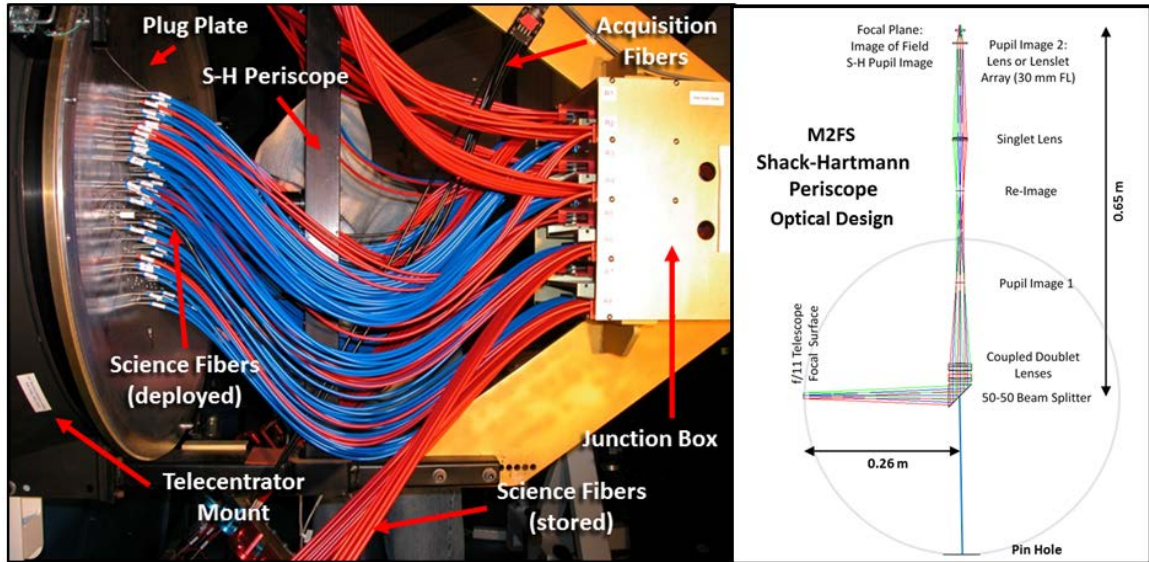 Plug Plate
S-H Periscope
Acquisition
Fibers
Science Fibers
(deployed)
Junction Box
Telecentrator
Mount
Science Fibers
(stored)
Focal Plane:
Image of Field
S-H Pupil Image
Pupil Image 2:
Lens or Lenslet
Array (30 mm FL)
M2FS
Shack-Hartmann
Periscope
Optical Design
Singlet Lens
Re-Image
0.65 m
Pupil Image 1
f/11 Telescope
Focal Surface
Coupled Doublet
Lenses
50-50 Beam Splitter
0.26 m
Pin Hole